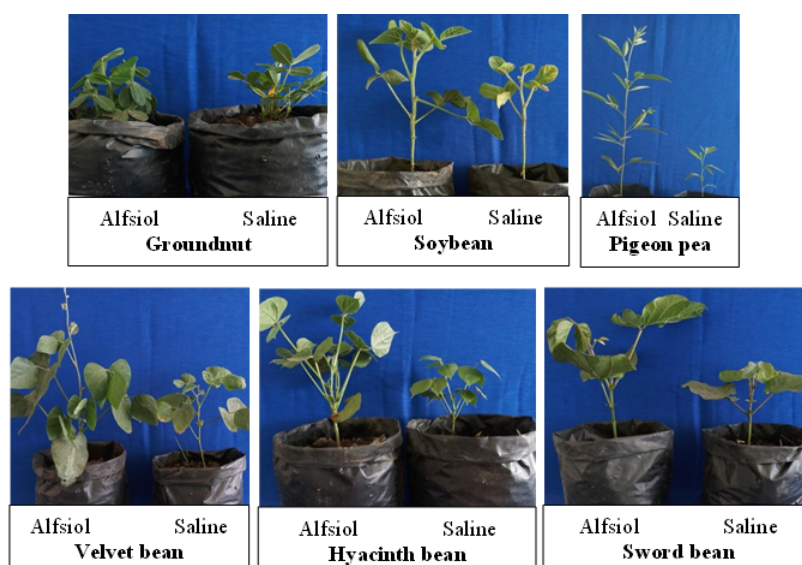 Alfsiol Saline
Groundnut
Alfsiol Saline
Soybean
Alfsiol Saline
Pigeon pea
Alfsiol Saline
Velvet bean
Alfsiol Saline
Hyacinth bean
Alfsiol Saline
Sword bean